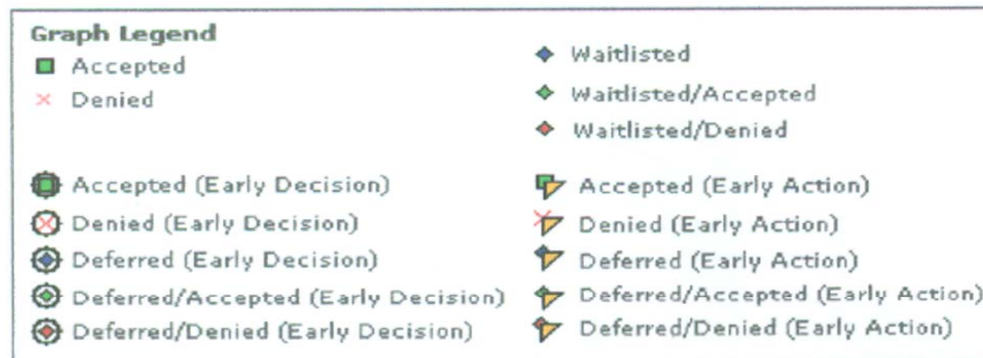 Graph Legend
Accepted
Denied
Waitlisted
Waitlisted/Accepted
Waitlisted/Denied
Accepted (Early Decision)
Denied (Early Decision)
Deferred (Early Decision)
Deferred/Accepted (Early Decision)
Deferred/Denied (Early Decision)
Accepted (Early Action)
Denied (Early Action)
Deferred (Early Action)
Deferred/Accepted (Early Action)
Deferred/Denied (Early Action)